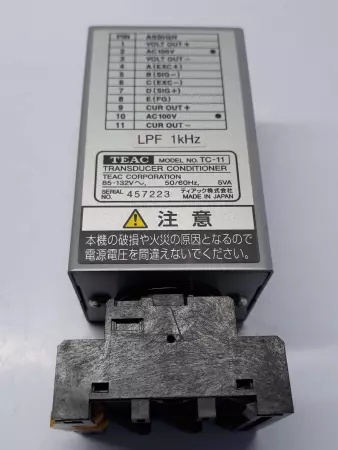 PIN ASSIGN
1 VOLT OUT+
2 AC100V ●
3 VOLT OUT−
4 A (EXC+)
5 B (SIG−)
6 C (EXC−)
7 D (SIG+)
8 E (FG)
9 CUR OUT+
10 AC100V ●
11 CUR OUT−
LPF 1kHz
TEAC MODEL NO. TC-11
TRANSDUCER CONDITIONER
TEAC CORPORATION
85-132V~, 50/60Hz, 5VA
SERIAL NO. 457223 ティアック株式会社 MADE IN JAPAN
注意
本機の破損や火災の原因となるので
電源電圧を間違えないでください。